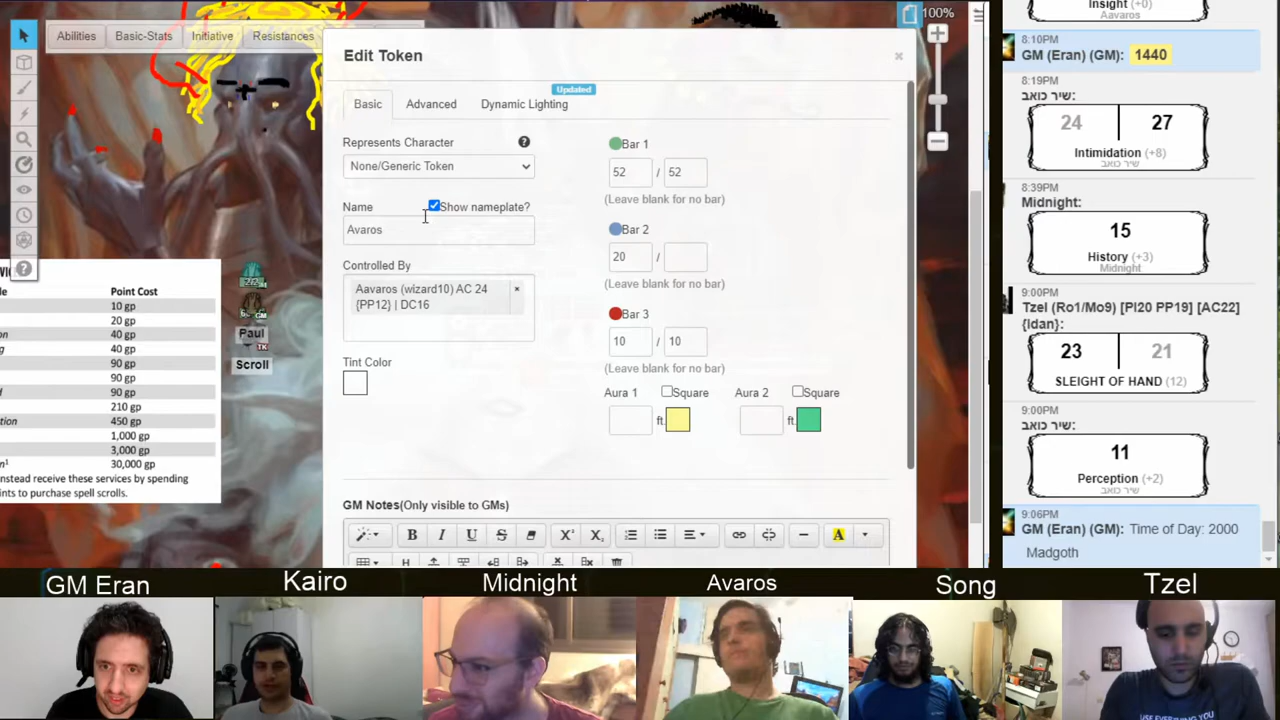 Abilities
Basic-Stats
Initiative
Resistances
100%
Edit Token
Basic
Advanced
Dynamic Lighting
Updated
Represents Character
?
None/Generic Token
Name
Show nameplate?
Avaros
Controlled By
Aavaros (wizard10) AC 24
{PP12} | DC16
Tint Color
Bar 1
52 / 52
(Leave blank for no bar)
Bar 2
20 /
(Leave blank for no bar)
Bar 3
10 / 10
(Leave blank for no bar)
Aura 1 Square Aura 2 Square
ft. ft.
GM Notes(Only visible to GMs)
B I U S
Point Cost
10 gp
20 gp
40 gp
40 gp
90 gp
90 gp
90 gp
210 gp
450 gp
1,000 gp
3,000 gp
30,000 gp
instead receive these services by spending
ints to purchase spell scrolls.
Paul
Scroll
Insight (+0)
Aavaros
8:10PM
GM (Eran) (GM): 1440
8:19PM
שיר כואב:
24 27
Intimidation (+8)
שיר כואב
8:39PM
Midnight:
15
History (+3)
Midnight
9:00PM
Tzel (Ro1/Mo9) [PI20 PP19] [AC22]
{Idan}:
23 21
SLEIGHT OF HAND (12)
9:00PM
שיר כואב:
11
Perception (+2)
שיר כואב
9:06PM
GM (Eran) (GM): Time of Day: 2000
Madgoth
GM Eran
Kairo
Midnight
Avaros
Song
Tzel